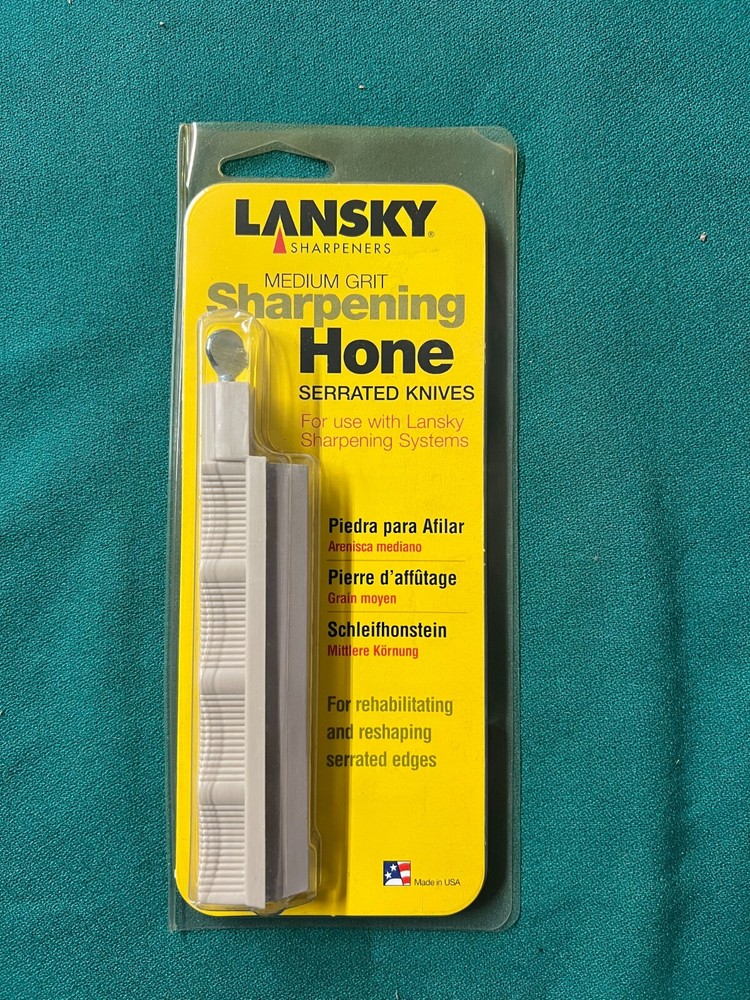 LANSKY®
SHARPENERS
MEDIUM GRIT
Sharpening
Hone
SERRATED KNIVES
For use with Lansky
Sharpening Systems
Piedra para Afilar
Arenisca mediano
Pierre d'affûtage
Grain moyen
Schleifhonstein
Mittlere Körnung
For rehabilitating
and reshaping
serrated edges
Made in USA